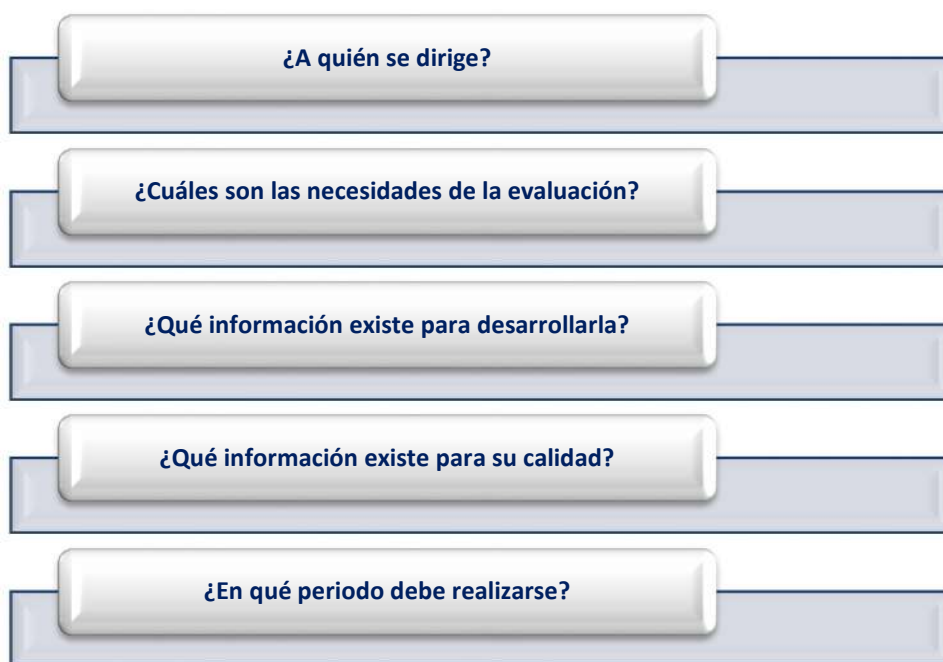 ¿A quién se dirige?
¿Cuáles son las necesidades de la evaluación?
¿Qué información existe para desarrollarla?
¿Qué información existe para su calidad?
¿En qué periodo debe realizarse?